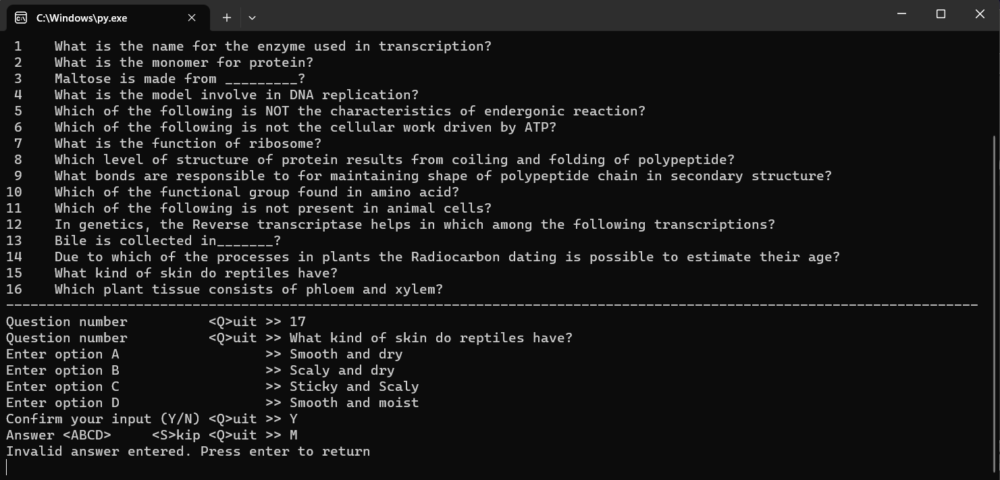 C:\Windows\py.exe
1    What is the name for the enzyme used in transcription?
2    What is the monomer for protein?
3    Maltose is made from _________?
4    What is the model involve in DNA replication?
5    Which of the following is NOT the characteristics of endergonic reaction?
6    Which of the following is not the cellular work driven by ATP?
7    What is the function of ribosome?
8    Which level of structure of protein results from coiling and folding of polypeptide?
9    What bonds are responsible to for maintaining shape of polypeptide chain in secondary structure?
10    Which of the functional group found in amino acid?
11    Which of the following is not present in animal cells?
12    In genetics, the Reverse transcriptase helps in which among the following transcriptions?
13    Bile is collected in_______?
14    Due to which of the processes in plants the Radiocarbon dating is possible to estimate their age?
15    What kind of skin do reptiles have?
16    Which plant tissue consists of phloem and xylem?
------------------------------------------------------------------------------------------------------------------------
Question number          <Q>uit >> 17
Question number          <Q>uit >> What kind of skin do reptiles have?
Enter option A                  >> Smooth and dry
Enter option B                  >> Scaly and dry
Enter option C                  >> Sticky and Scaly
Enter option D                  >> Smooth and moist
Confirm your input (Y/N) <Q>uit >> Y
Answer <ABCD>     <S>kip <Q>uit >> M
Invalid answer entered. Press enter to return